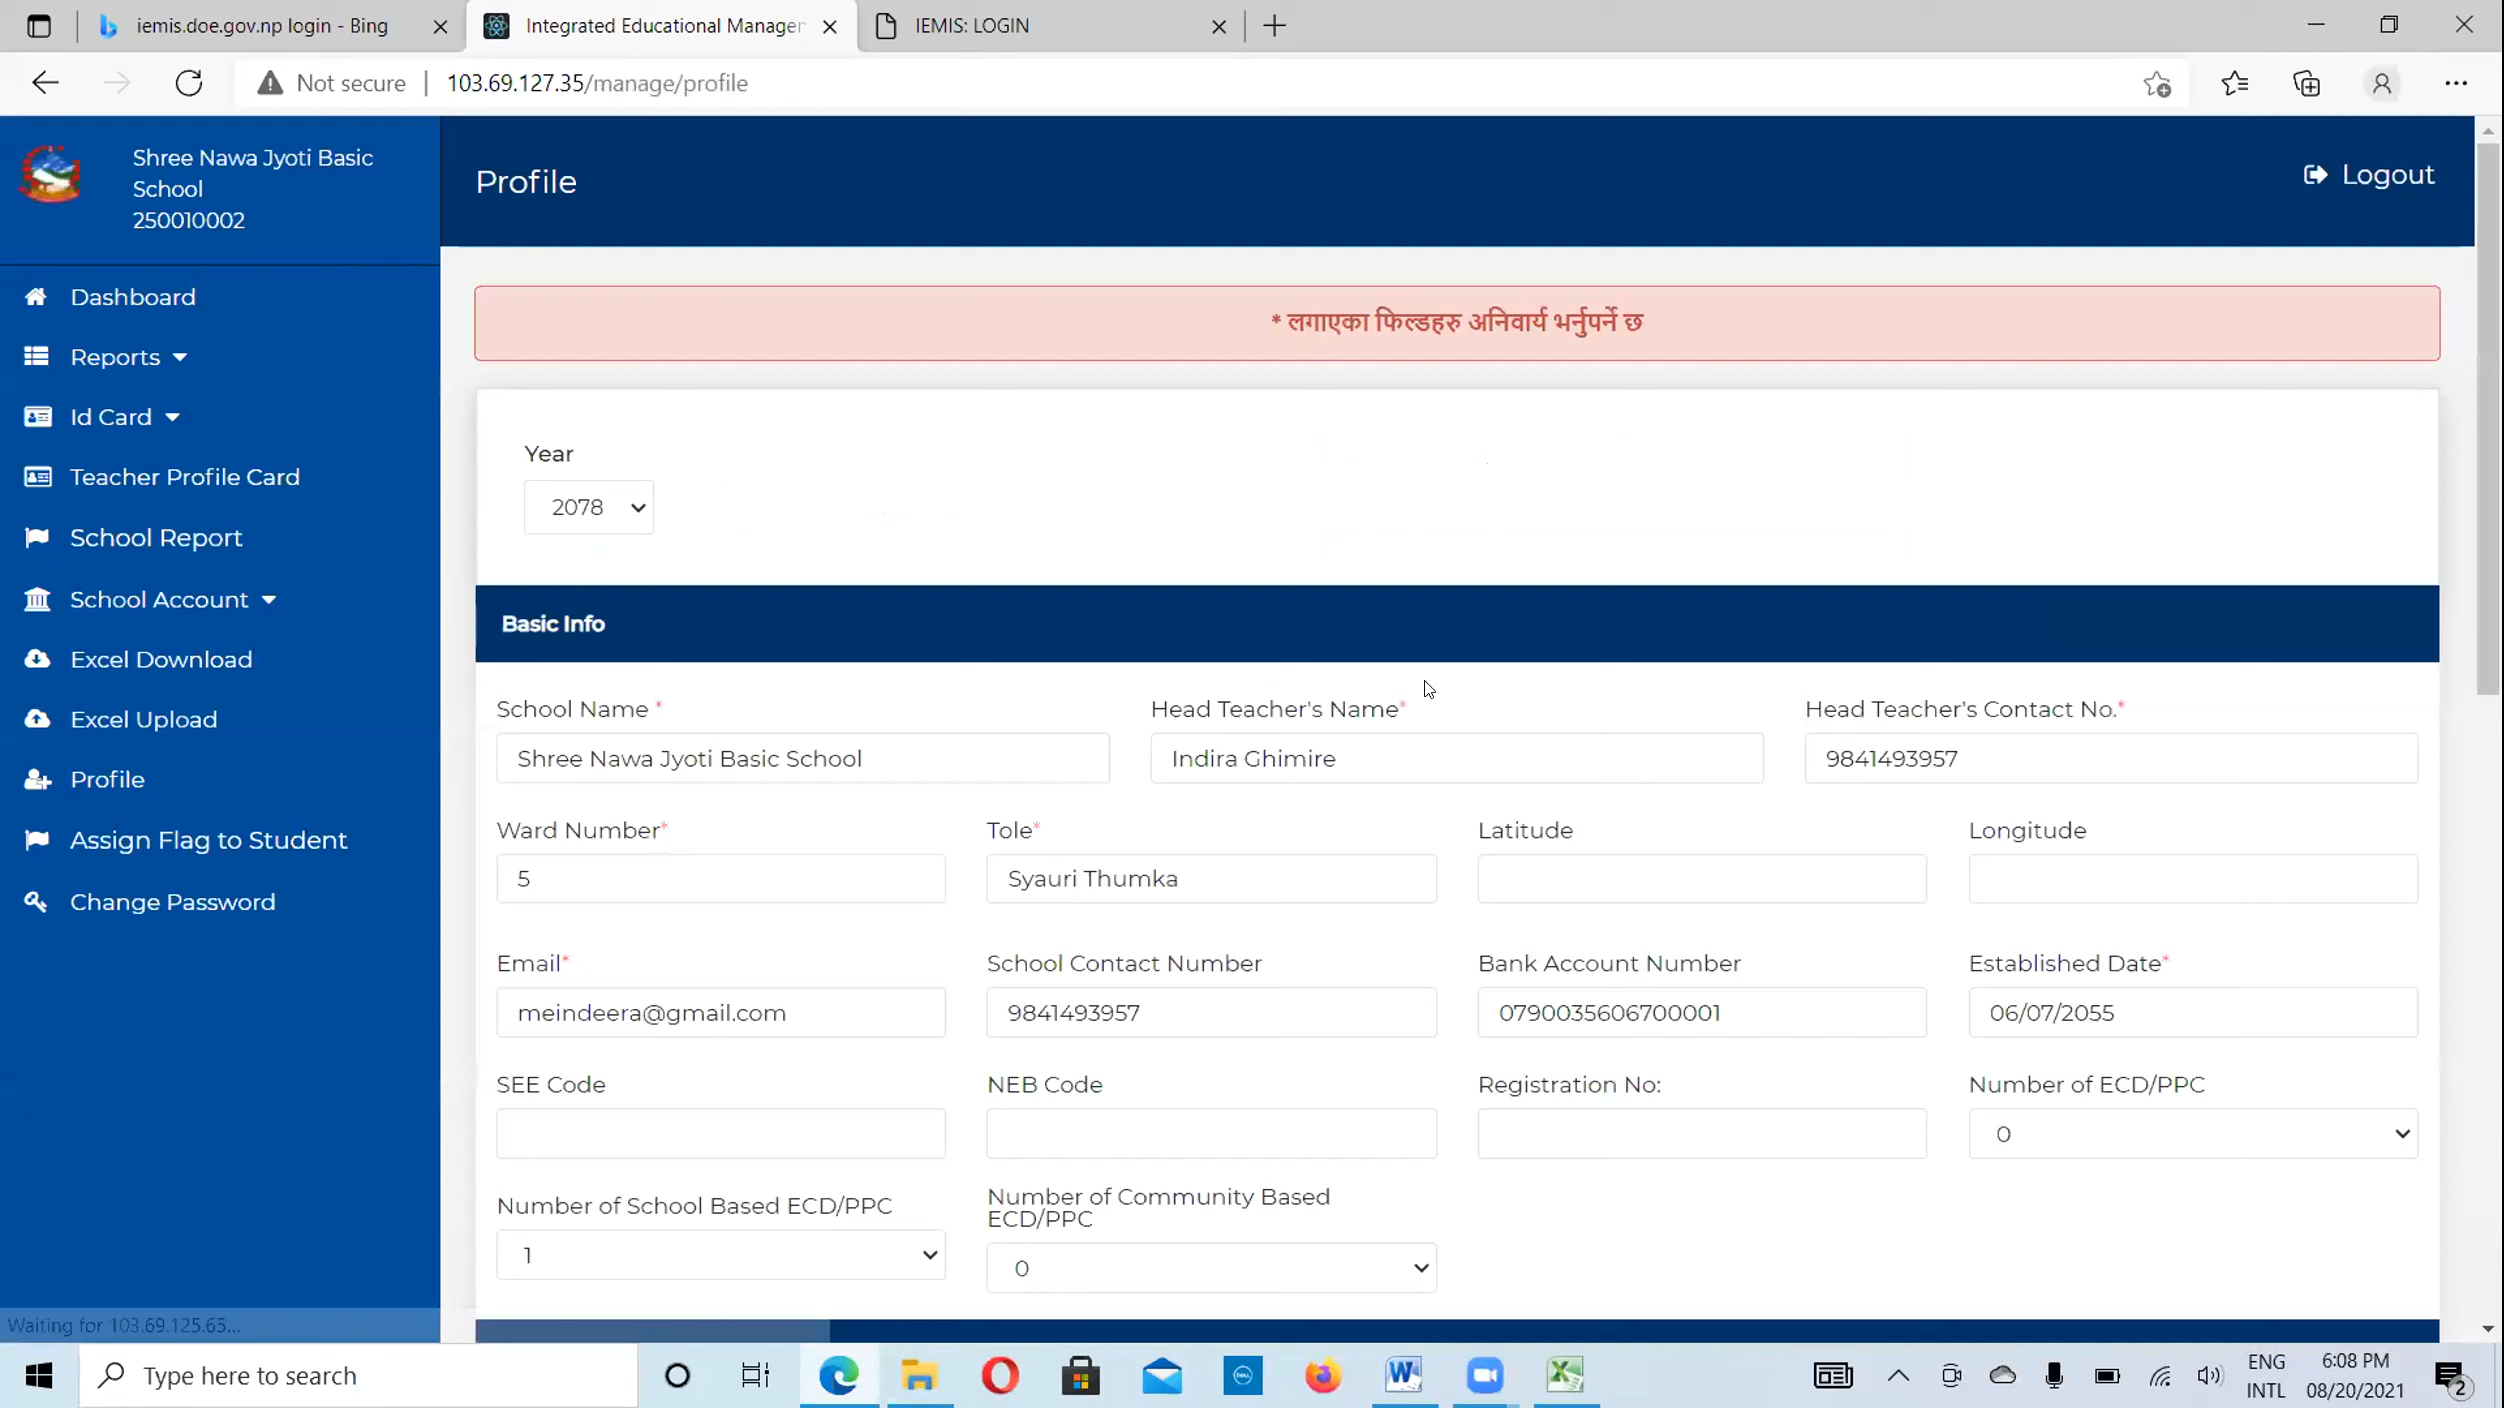 iemis.doe.gov.np login - Bing
Integrated Educational Manager
IEMIS: LOGIN
Not secure
103.69.127.35/manage/profile
Shree Nawa Jyoti Basic
School
250010002
Profile
Logout
Dashboard
Reports
Id Card
Teacher Profile Card
School Report
School Account
Excel Download
Excel Upload
Profile
Assign Flag to Student
Change Password
* लगाएका फिल्डहरु अनिवार्य भर्नुपर्ने छ
Year
2078
Basic Info
School Name *
Head Teacher's Name*
Head Teacher's Contact No.*
Shree Nawa Jyoti Basic School
Indira Ghimire
9841493957
Ward Number*
Tole*
Latitude
Longitude
5
Syauri Thumka
Email*
School Contact Number
Bank Account Number
Established Date*
meindeera@gmail.com
9841493957
0790035606700001
06/07/2055
SEE Code
NEB Code
Registration No:
Number of ECD/PPC
0
Number of School Based ECD/PPC
Number of Community Based
ECD/PPC
1
0
Waiting for 103.69.125.65...
Type here to search
ENG
INTL
6:08 PM
08/20/2021
2